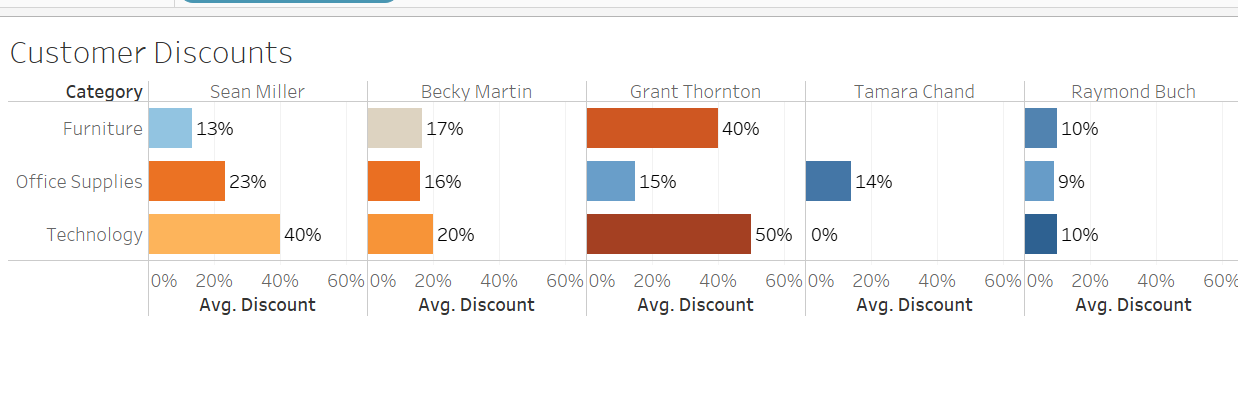 Customer Discounts
Category Sean Miller Becky Martin Grant Thornton Tamara Chand Raymond Buch
Furniture 13% 17% 40% 10%
Office Supplies 23% 16% 15% 14% 9%
Technology 40% 20% 50% 0% 10%
0% 20% 40% 60% 0% 20% 40% 60% 0% 20% 40% 60% 0% 20% 40% 60% 0% 20% 40% 60%
Avg. Discount Avg. Discount Avg. Discount Avg. Discount Avg. Discount